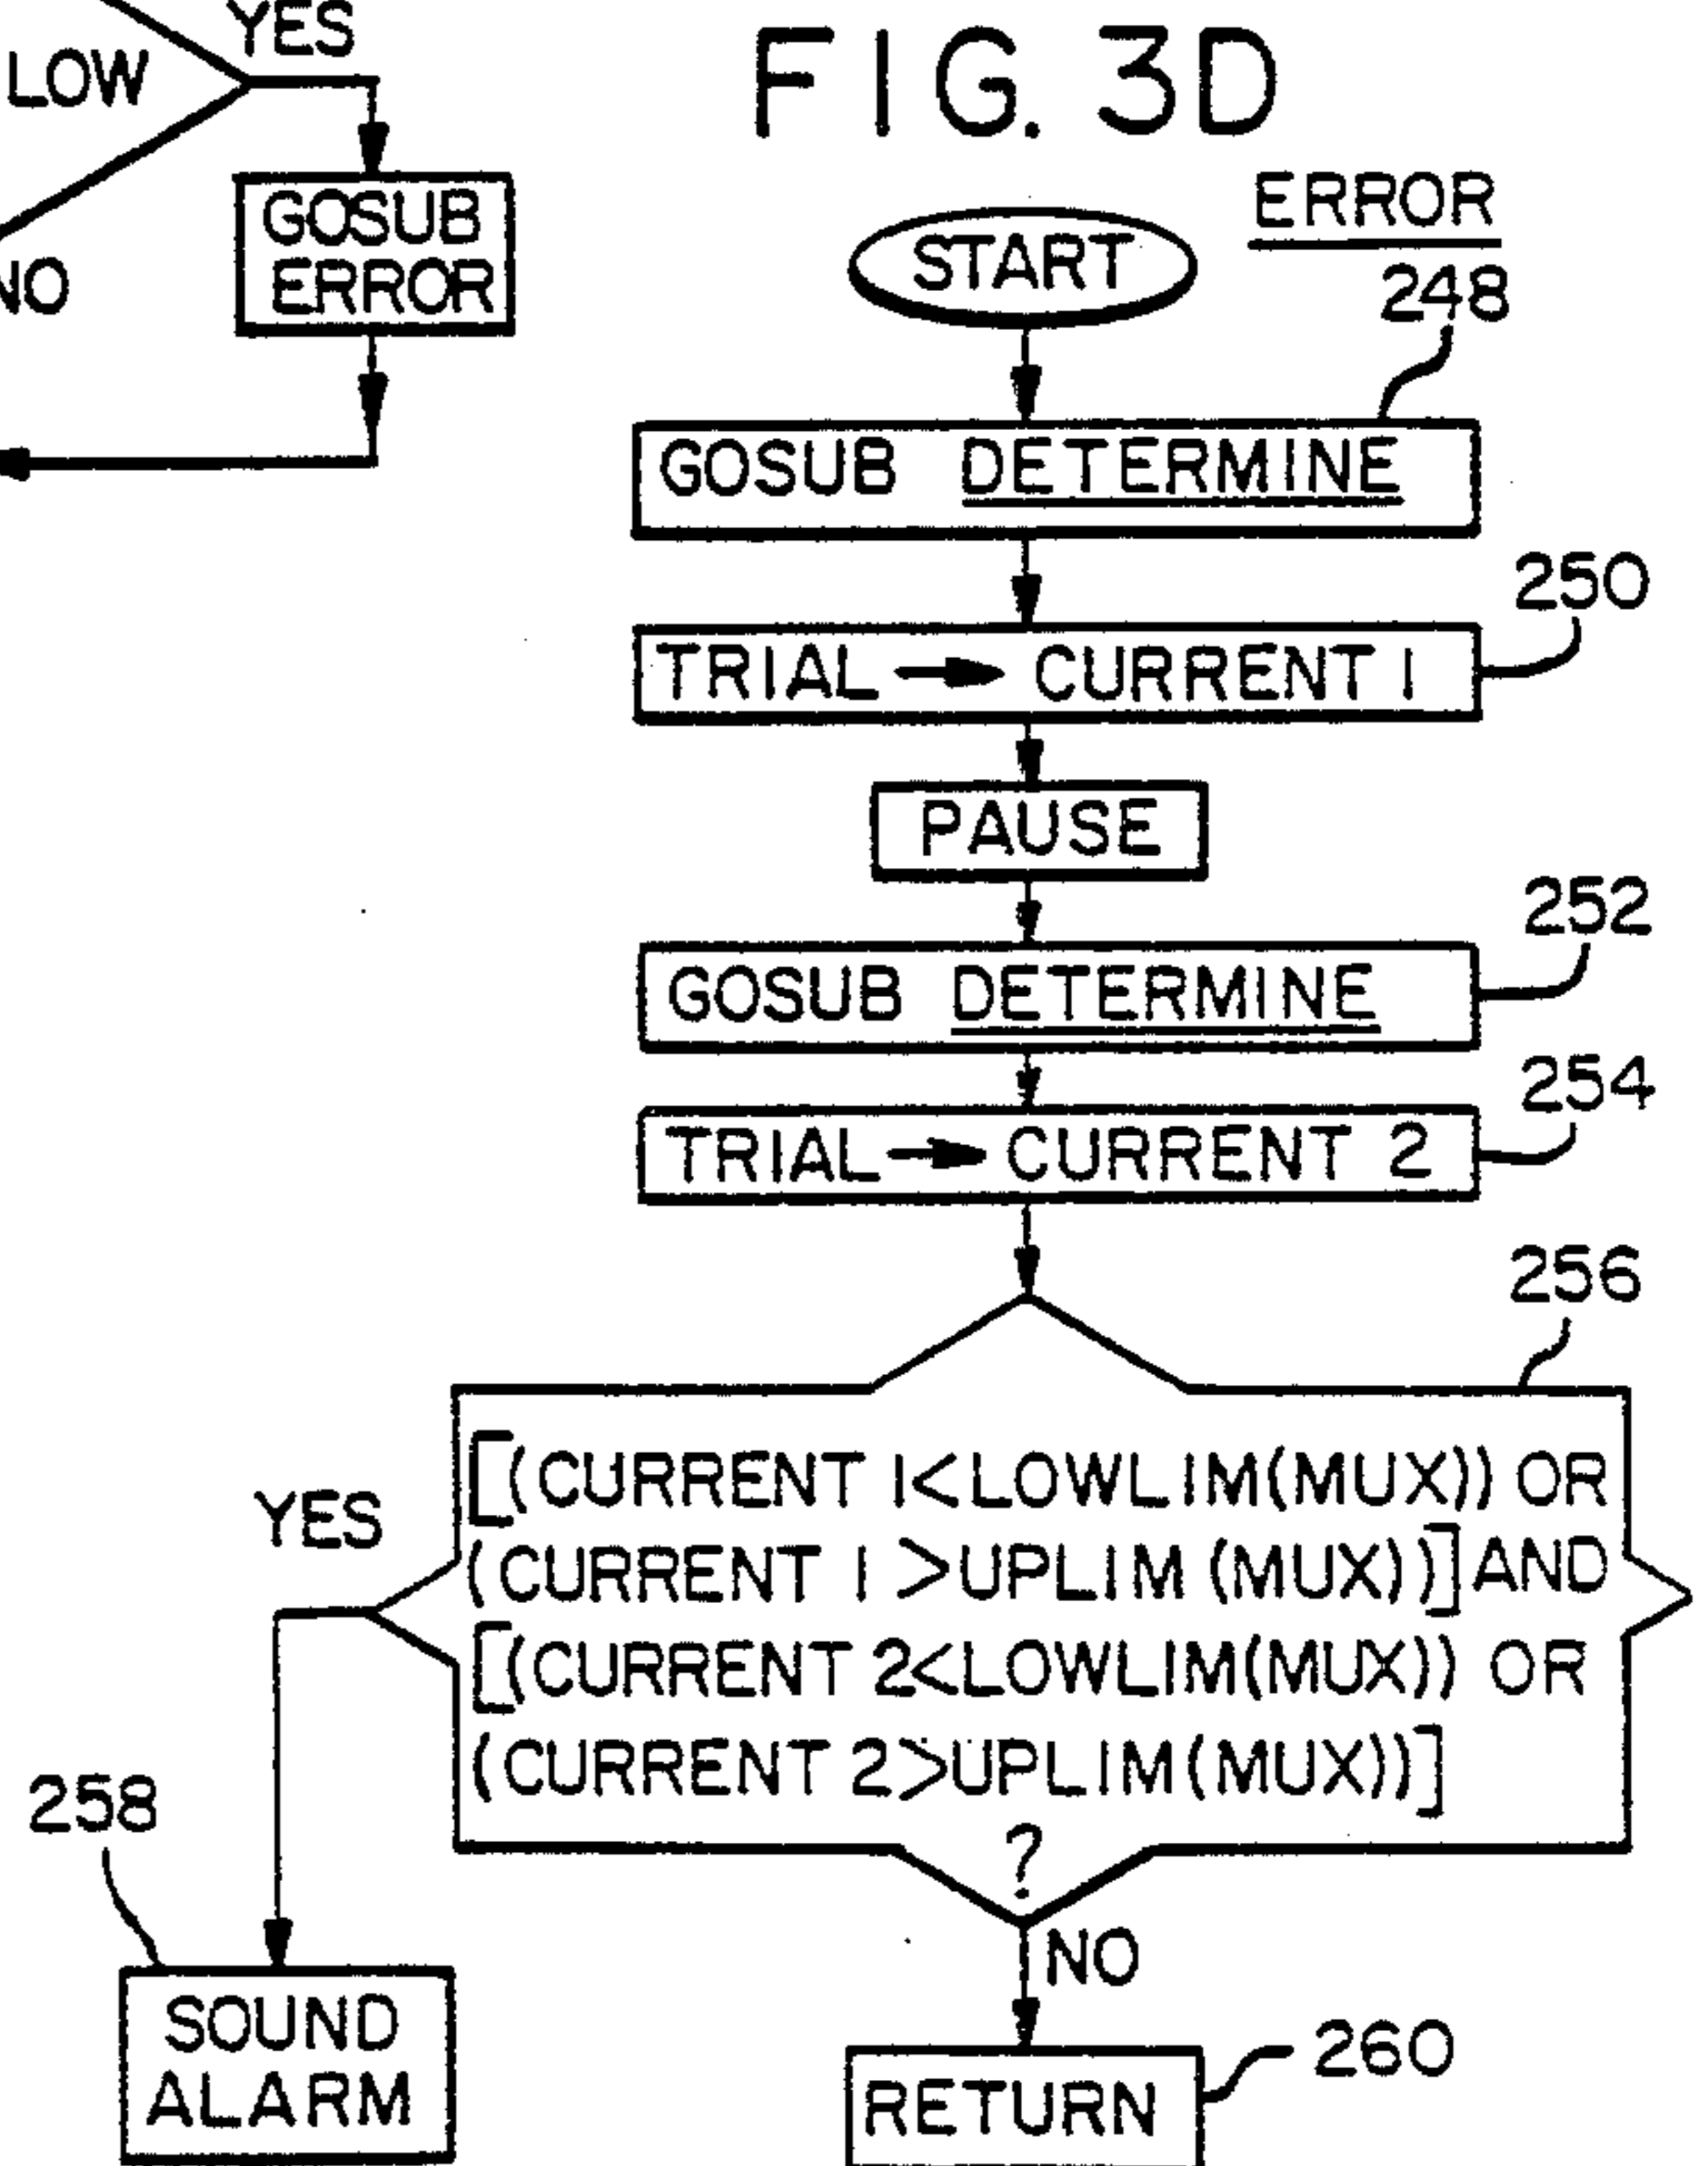 YES
LOW
NO
GOSUB
ERROR
FIG. 3D
ERROR
START
248
GOSUB DETERMINE
250
TRIAL → CURRENT 1
PAUSE
252
GOSUB DETERMINE
254
TRIAL → CURRENT 2
256
[(CURRENT 1<LOWLIM(MUX)) OR
(CURRENT 1 >UPLIM (MUX))] AND
[(CURRENT 2<LOWLIM(MUX)) OR
(CURRENT 2>UPLIM(MUX))]
?
YES
NO
258
SOUND
ALARM
260
RETURN